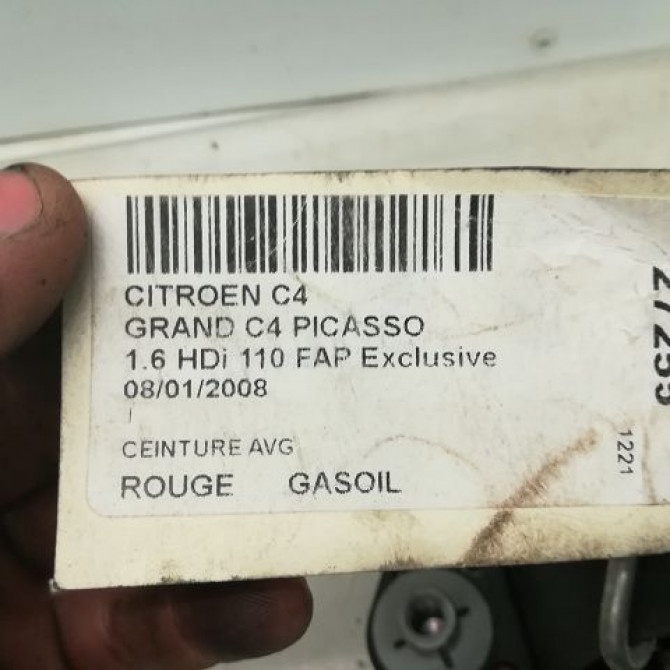 CITROEN C4
GRAND C4 PICASSO
1.6 HDi 110 FAP Exclusive
08/01/2008
CEINTURE AVG
ROUGE GASOIL
1221